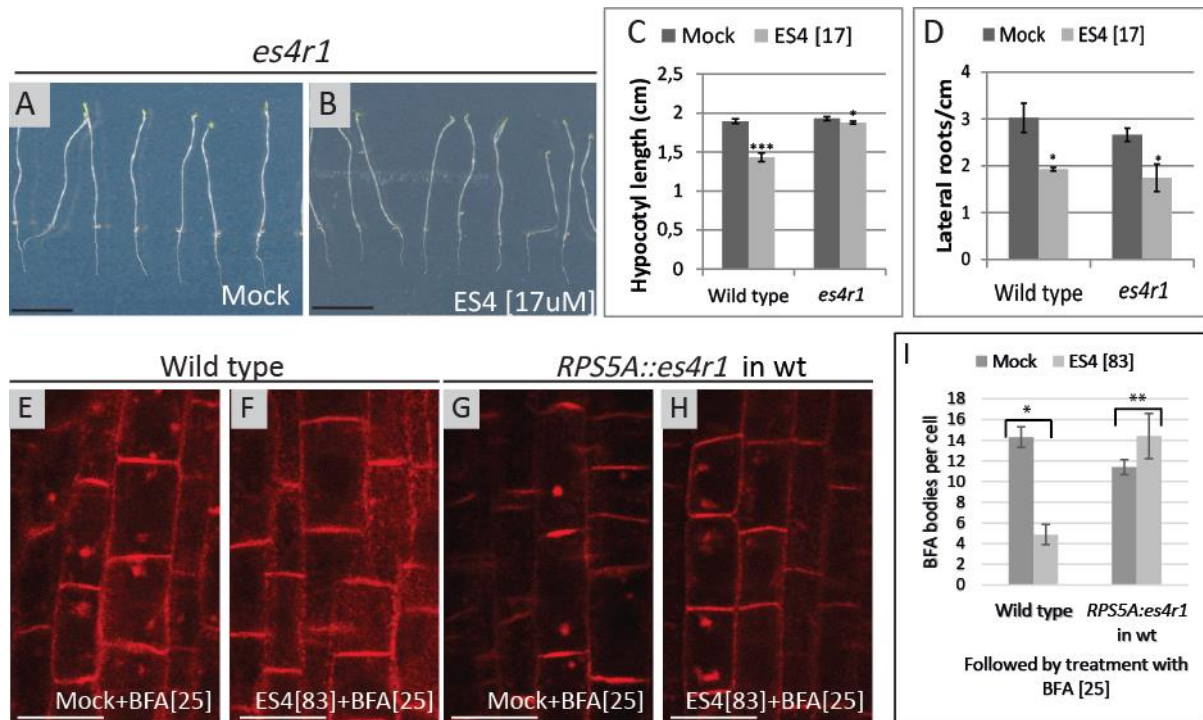 es4r1
A
Mock
B
ES4 [17uM]
C
Mock ES4 [17]
Hypocotyl length (cm)
2,5
2
1,5
1
0,5
0
***
*
Wild type es4r1
D
Mock ES4 [17]
Lateral roots/cm
4
3
2
1
0
*
*
Wild type es4r1
Wild type
RPS5A::es4r1 in wt
E
Mock+BFA[25]
F
ES4[83]+BFA[25]
G
Mock+BFA[25]
H
ES4[83]+BFA[25]
I
Mock ES4 [83]
BFA bodies per cell
18
16
14
12
10
8
6
4
2
0
*
**
Wild type RPS5A:es4r1
in wt
Followed by treatment with
BFA [25]